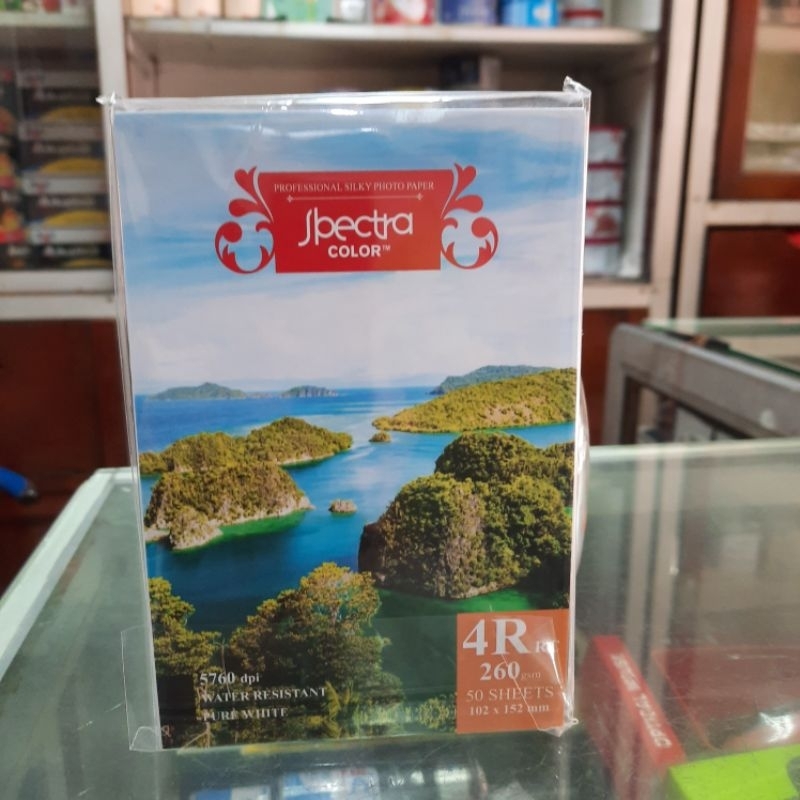 PROFESSIONAL SILKY PHOTO PAPER
Spectra
COLOR™
5760 dpi
WATER RESISTANT
PURE WHITE
4R
260 gsm
50 SHEETS
102 x 152 mm